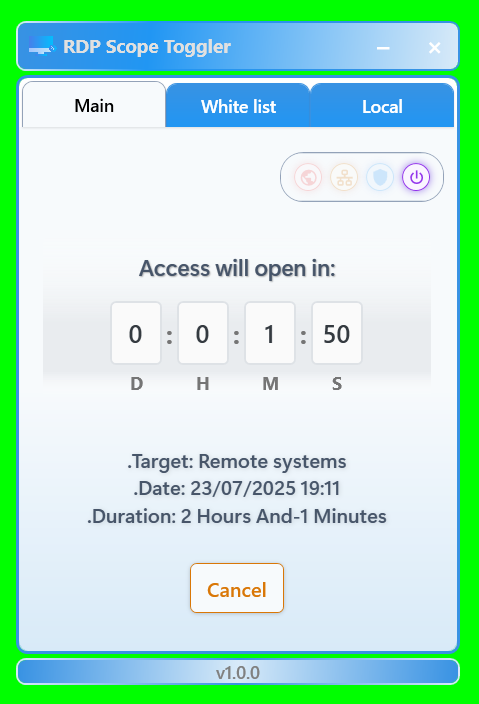 RDP Scope Toggler
Main
White list
Local
Access will open in:
0 : 0 : 1 : 50
D H M S
.Target: Remote systems
.Date: 23/07/2025 19:11
.Duration: 2 Hours And-1 Minutes
Cancel
v1.0.0